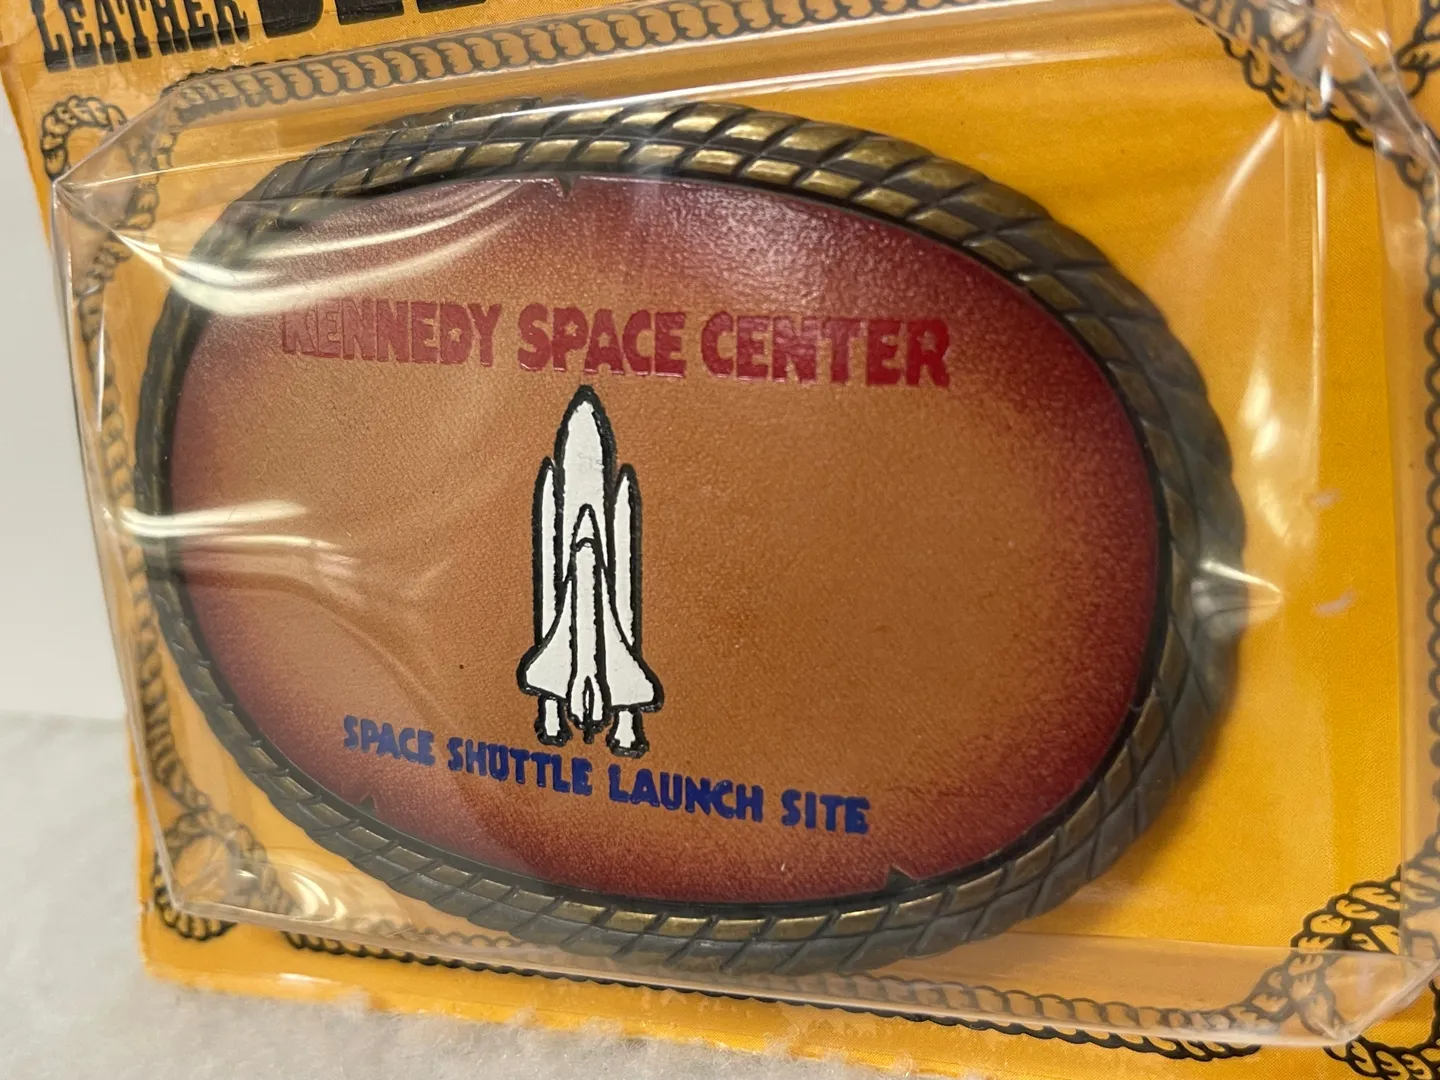 LEATHER
KENNEDY SPACE CENTER
SPACE SHUTTLE LAUNCH SITE